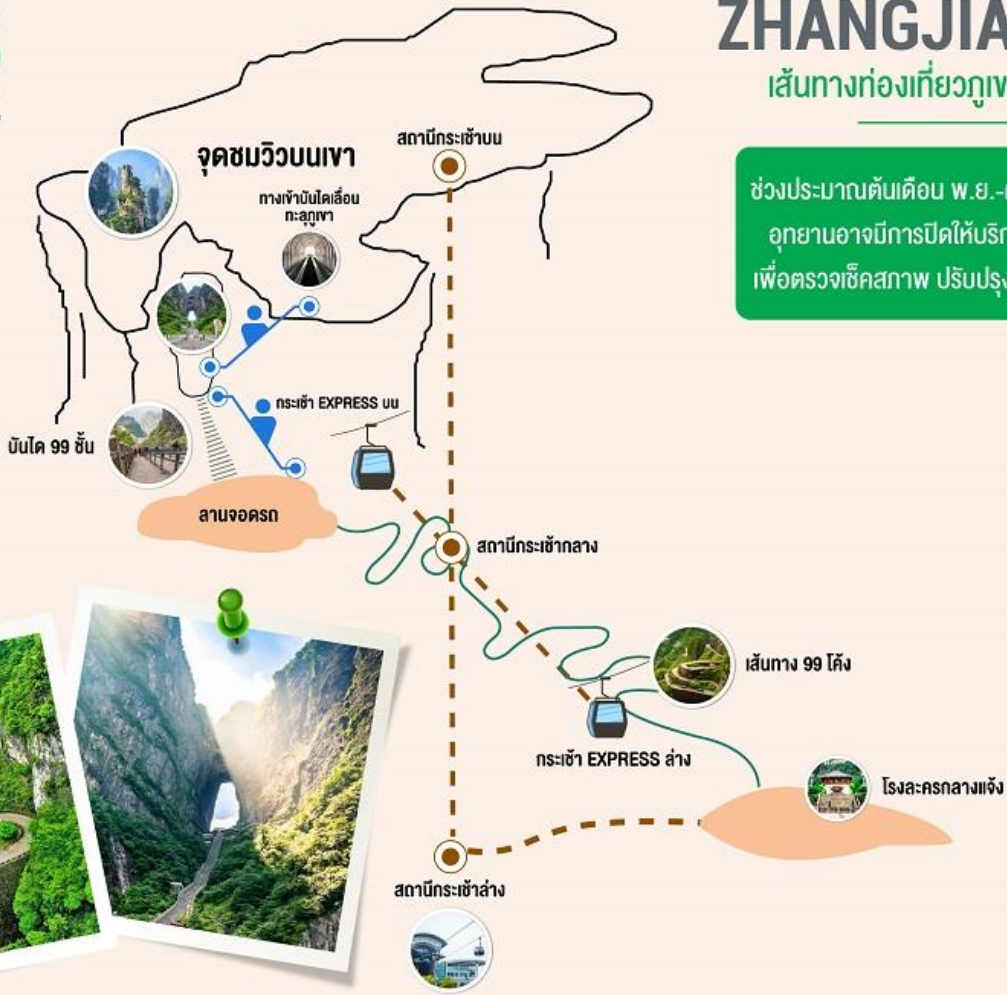 ZHANGJIA
เส้นทางท่องเที่ยวภูเข
ช่วงประมาณต้นเดือน พ.ย.-
อุทยานอาจมีการปิดให้บริก
เพื่อตรวจเช็คสภาพ ปรับปรุง
สถานีกระเช้าบน
จุดชมวิวบนเขา
ทางเข้าบันไดเลื่อน
ทะลุภูเขา
กระเช้า EXPRESS บน
บันได 99 ชั้น
ลานจอดรถ
สถานีกระเช้ากลาง
เส้นทาง 99 โค้ง
กระเช้า EXPRESS ล่าง
โรงละครกลางแจ้ง
สถานีกระเช้าล่าง